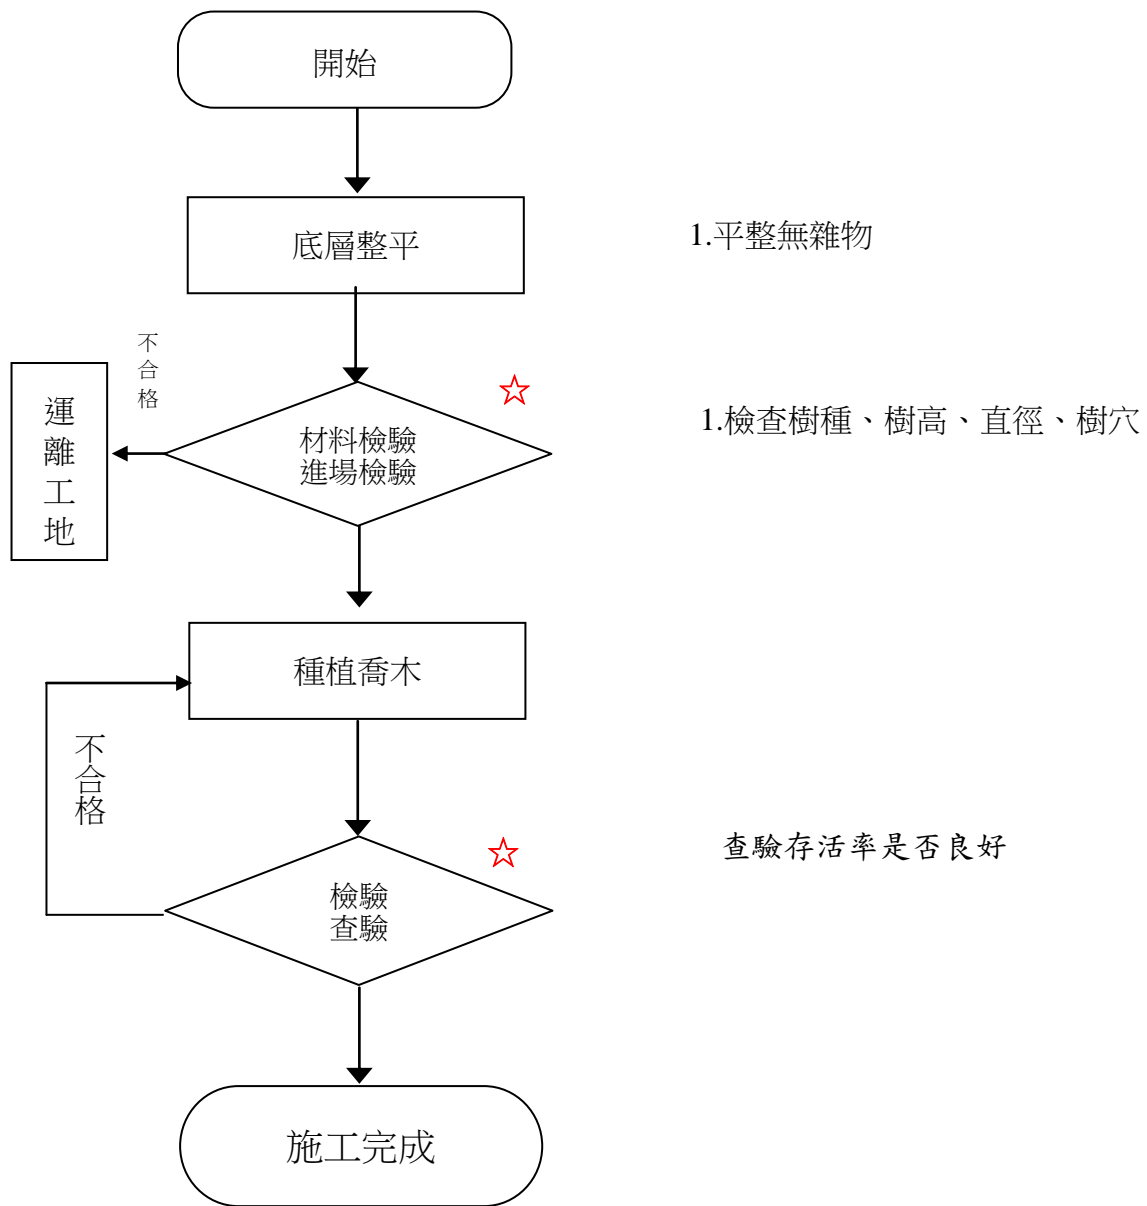 開始
底層整平
1.平整無雜物
不合格
運離工地
材料檢驗
進場檢驗
1.檢查樹種、樹高、直徑、樹穴
種植喬木
不合格
檢驗
查驗
查驗存活率是否良好
施工完成